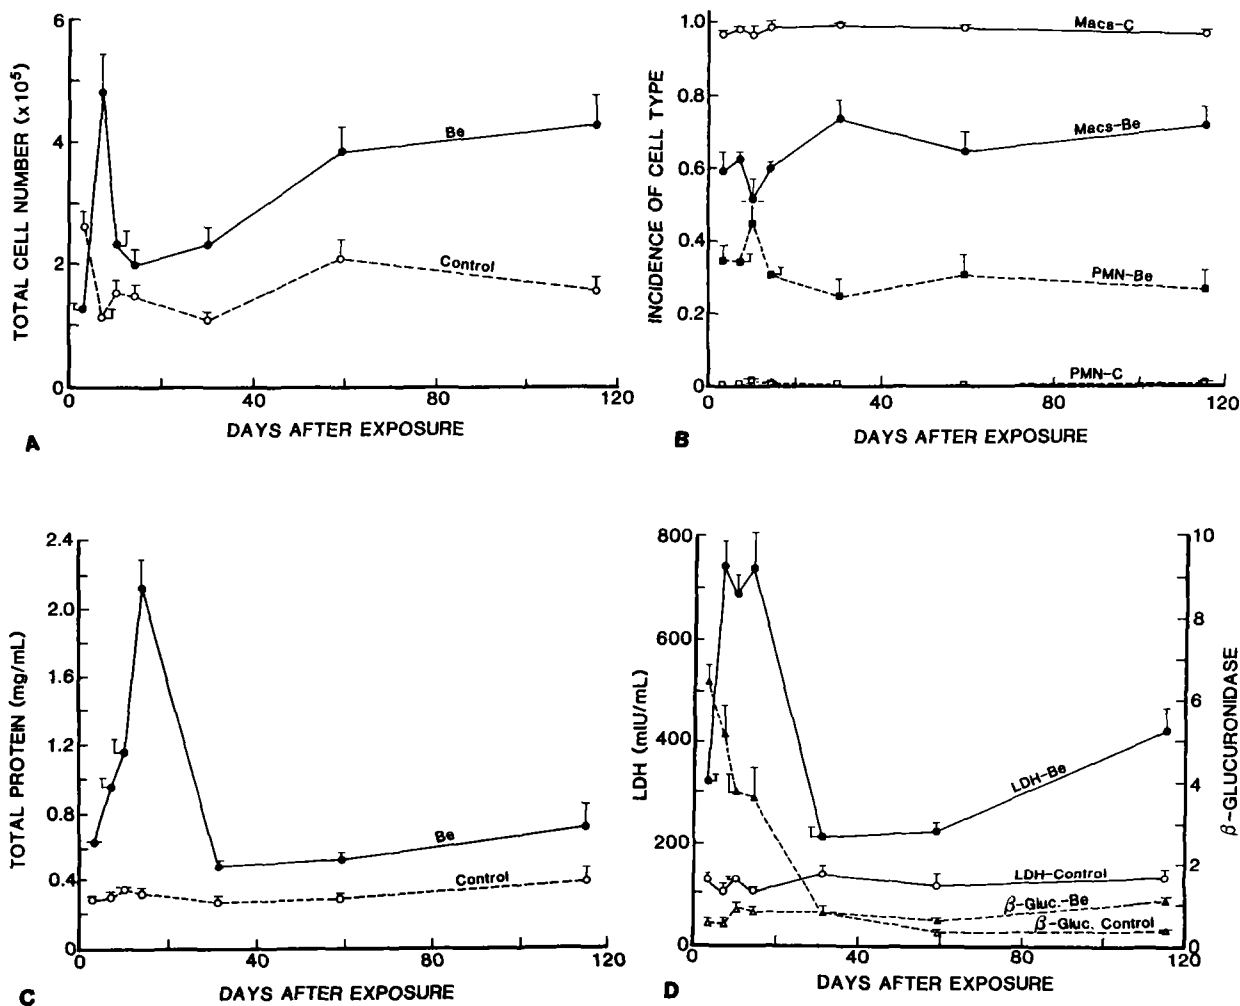 TOTAL CELL NUMBER (x 10⁵)
6
4
2
0
0
40
80
120
Be
Control
DAYS AFTER EXPOSURE
A
INCIDENCE OF CELL TYPE
1.0
0.8
0.6
0.4
0.2
0
0
40
80
120
Macs-C
Macs-Be
PMN-Be
PMN-C
DAYS AFTER EXPOSURE
B
TOTAL PROTEIN (mg/mL)
2.4
2.0
1.6
1.2
0.8
0.4
0
0
40
80
120
Be
Control
DAYS AFTER EXPOSURE
C
LDH (mIU/mL)
800
600
400
200
0
0
40
80
120
10
8
6
4
2
0
β-GLUCURONIDASE
LDH-Be
LDH-Control
β-Gluc.-Be
β-Gluc. Control
DAYS AFTER EXPOSURE
D